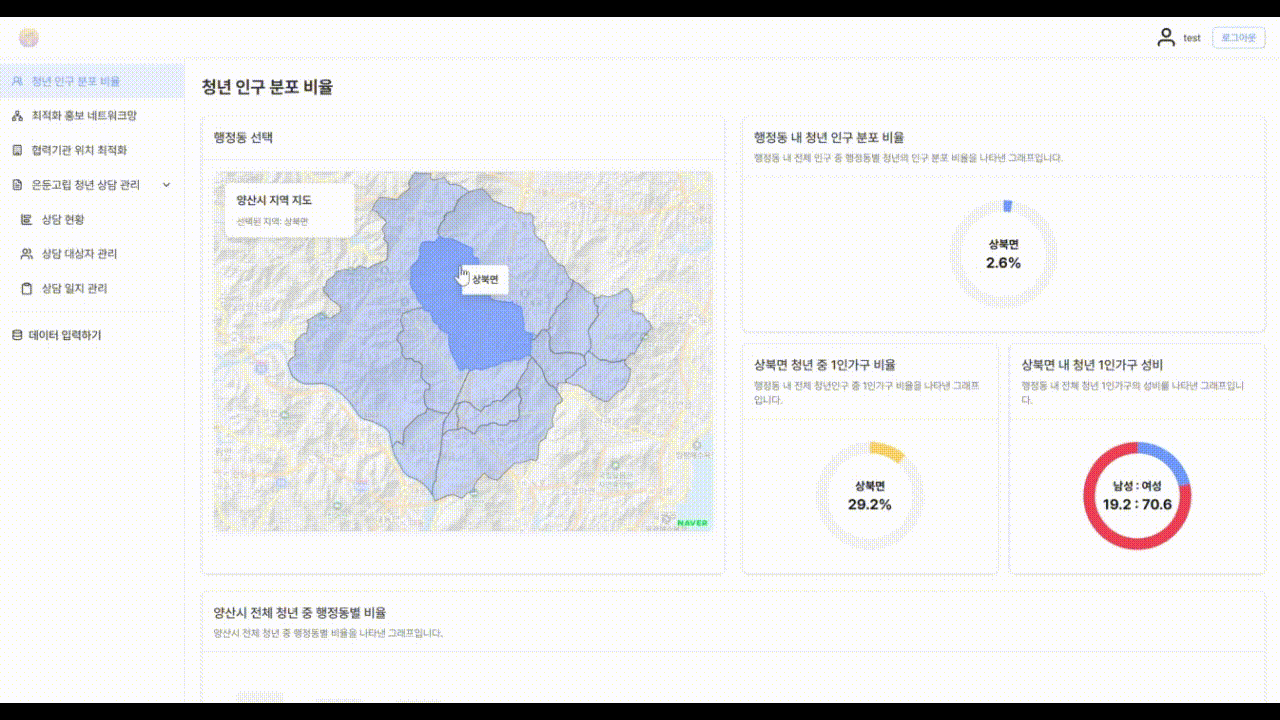 test
로그아웃
청년 인구 분포 비율
최적화 홍보 네트워크망
협력기관 위치 최적화
은둔고립 청년 상담 관리
상담 현황
상담 대상자 관리
상담 일지 관리
데이터 입력하기
청년 인구 분포 비율
행정동 선택
양산시 지역 지도
선택된 지역: 상북면
상북면
NAVER
행정동 내 청년 인구 분포 비율
행정동 내 전체 인구 중 행정동별 청년의 인구 분포 비율을 나타낸 그래프입니다.
상북면
2.6%
상북면 청년 중 1인가구 비율
행정동 내 전체 청년인구 중 1인가구 비율을 나타낸 그래프
입니다.
상북면
29.2%
상북면 내 청년 1인가구 성비
행정동 내 전체 청년 1인가구의 성비를 나타낸 그래프입니
다.
남성 : 여성
19.2 : 70.6
양산시 전체 청년 중 행정동별 비율
양산시 전체 청년 중 행정동별 비율을 나타낸 그래프입니다.